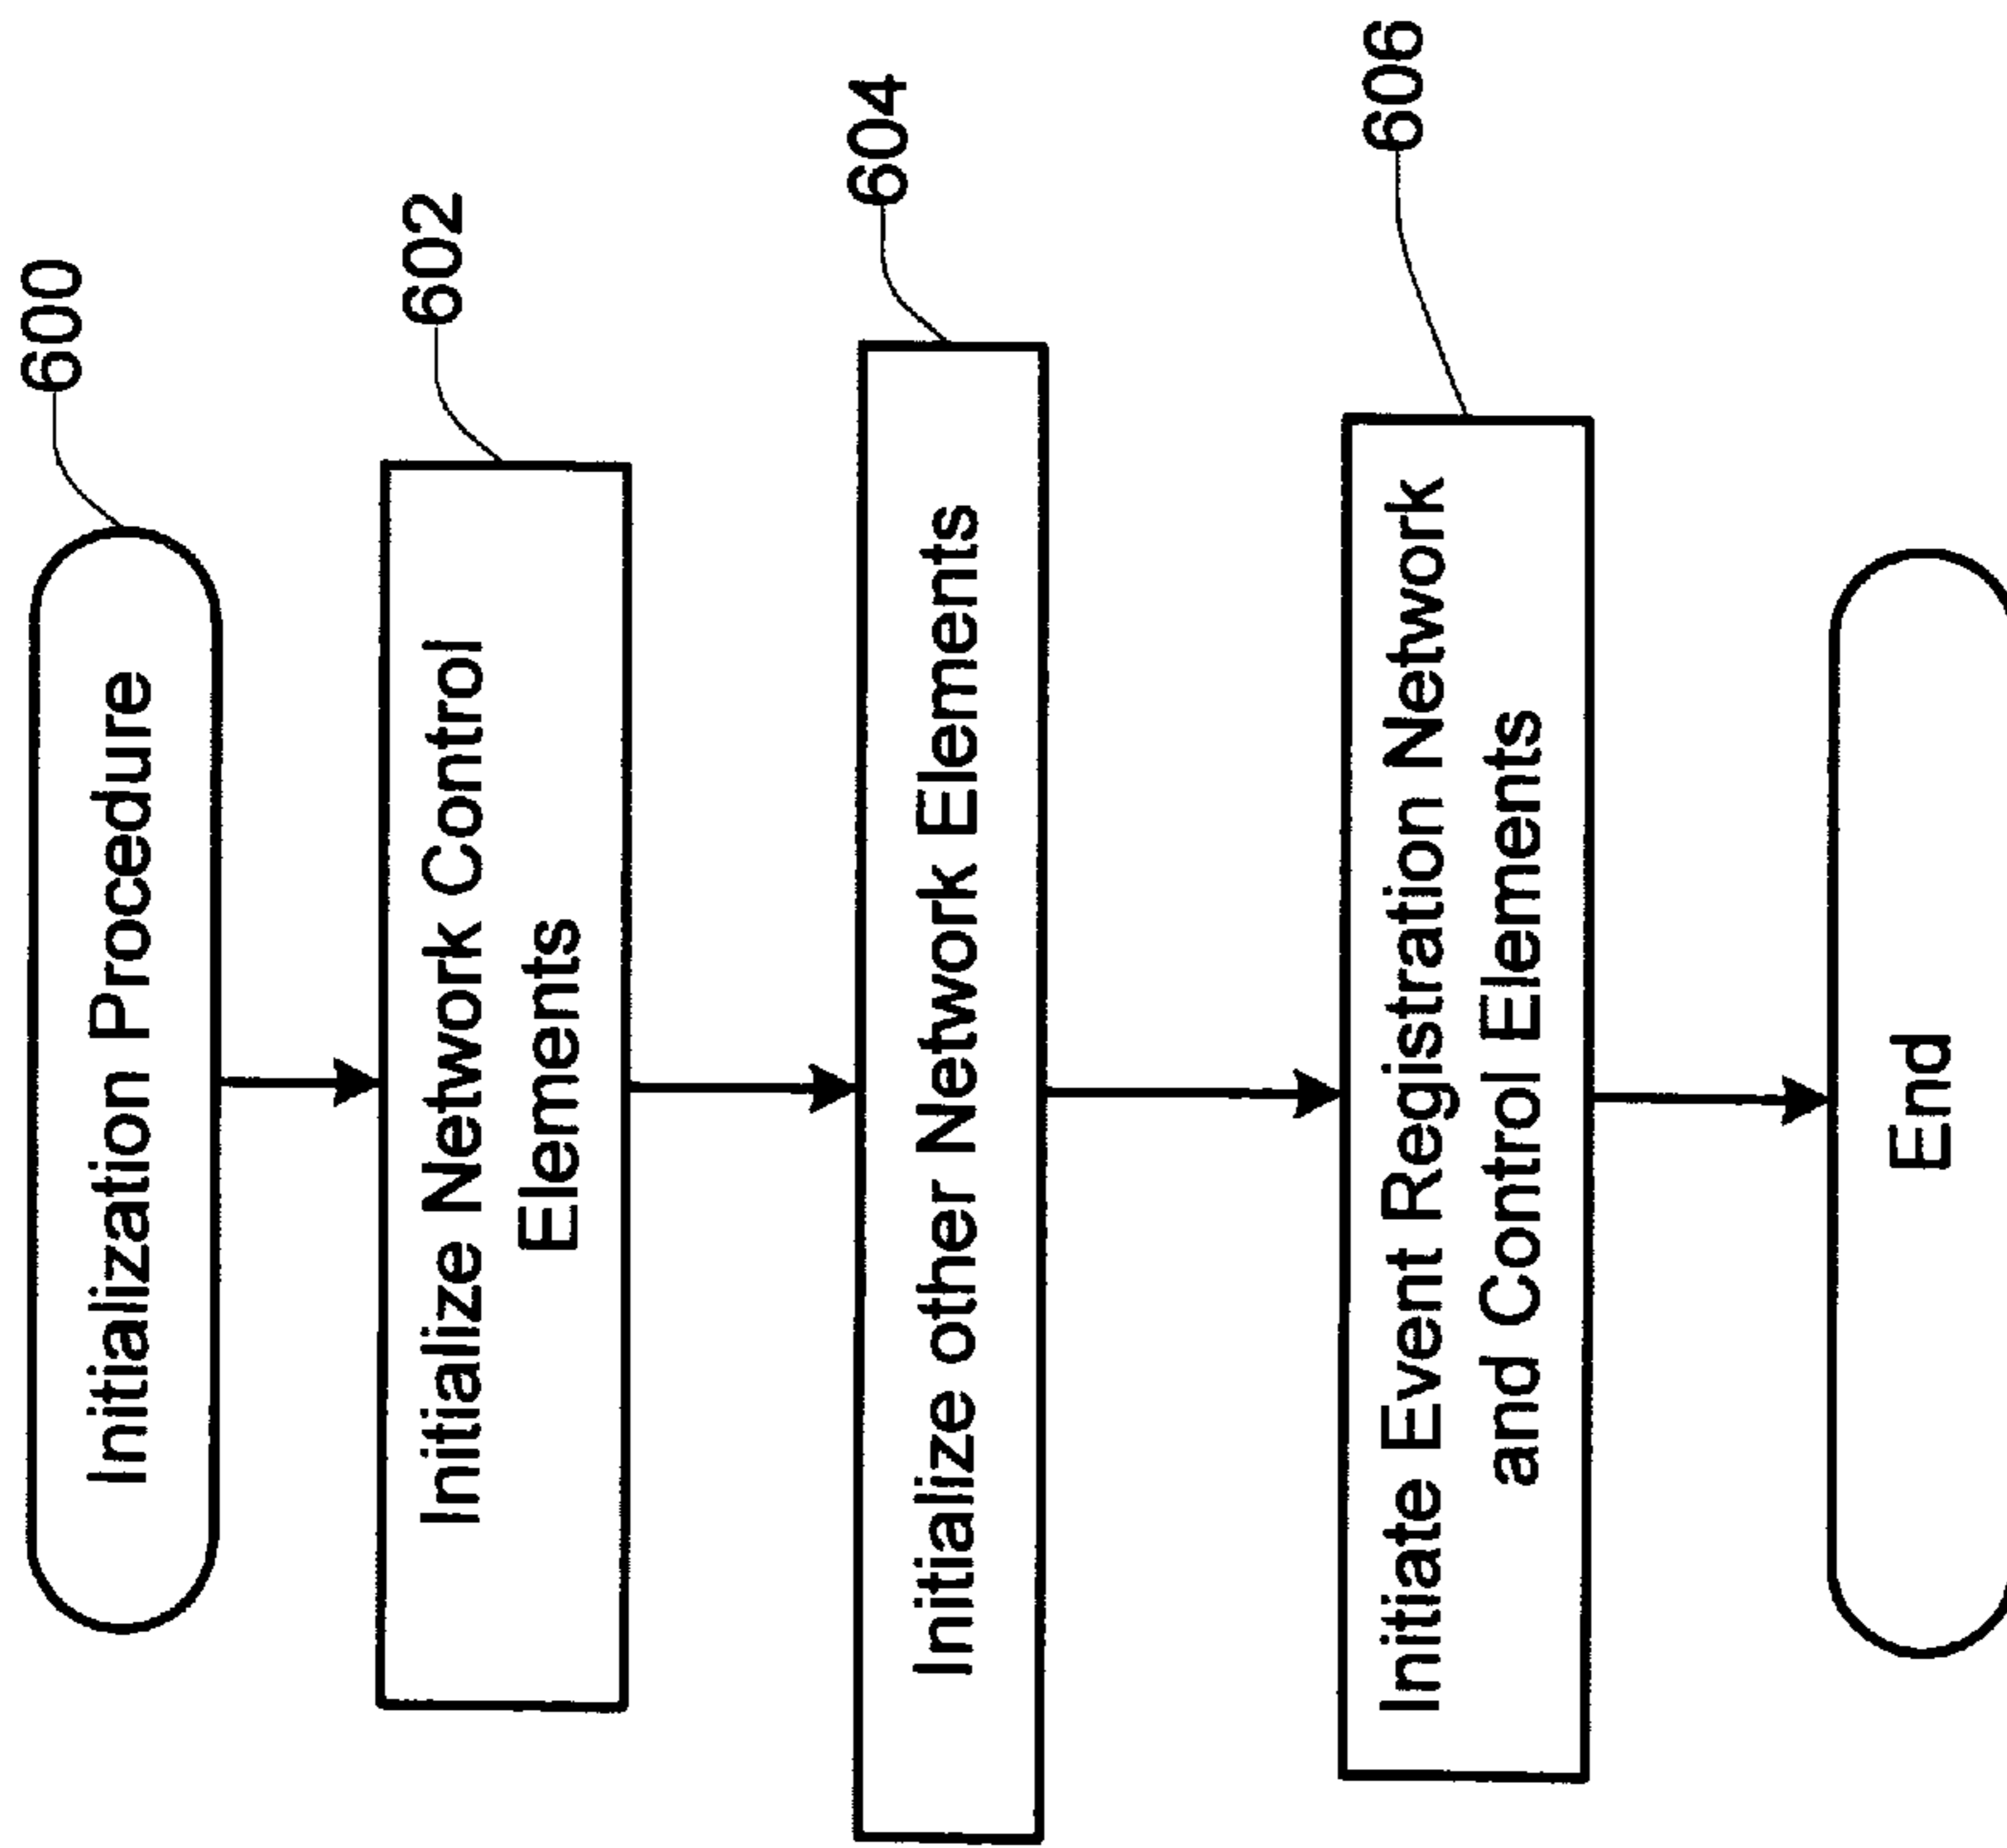 600
Initialization Procedure
602
Initialize Network Control
Elements
604
Initialize other Network Elements
606
Initiate Event Registration Network
and Control Elements
End